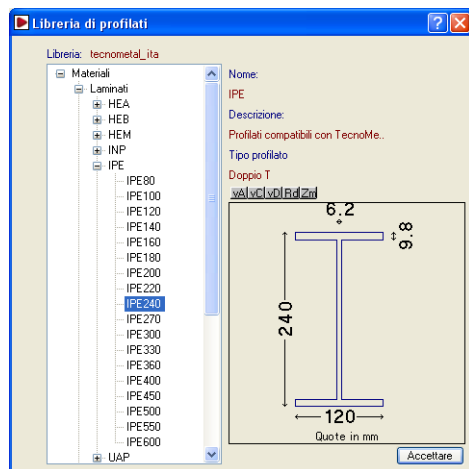 Libreria di profilati
Libreria: tecnometal_ita
Materiali
Laminati
HEA
HEB
HEM
INP
IPE
IPE80
IPE100
IPE120
IPE140
IPE160
IPE180
IPE200
IPE220
IPE240
IPE270
IPE300
IPE330
IPE360
IPE400
IPE450
IPE500
IPE550
IPE600
UAP
Nome:
IPE
Descrizione:
Profilati compatibili con TecnoMe..
Tipo profilato
Doppio T
vA vC vD Rd Zm
6.2
9.8
240
120
Quote in mm
Accettare